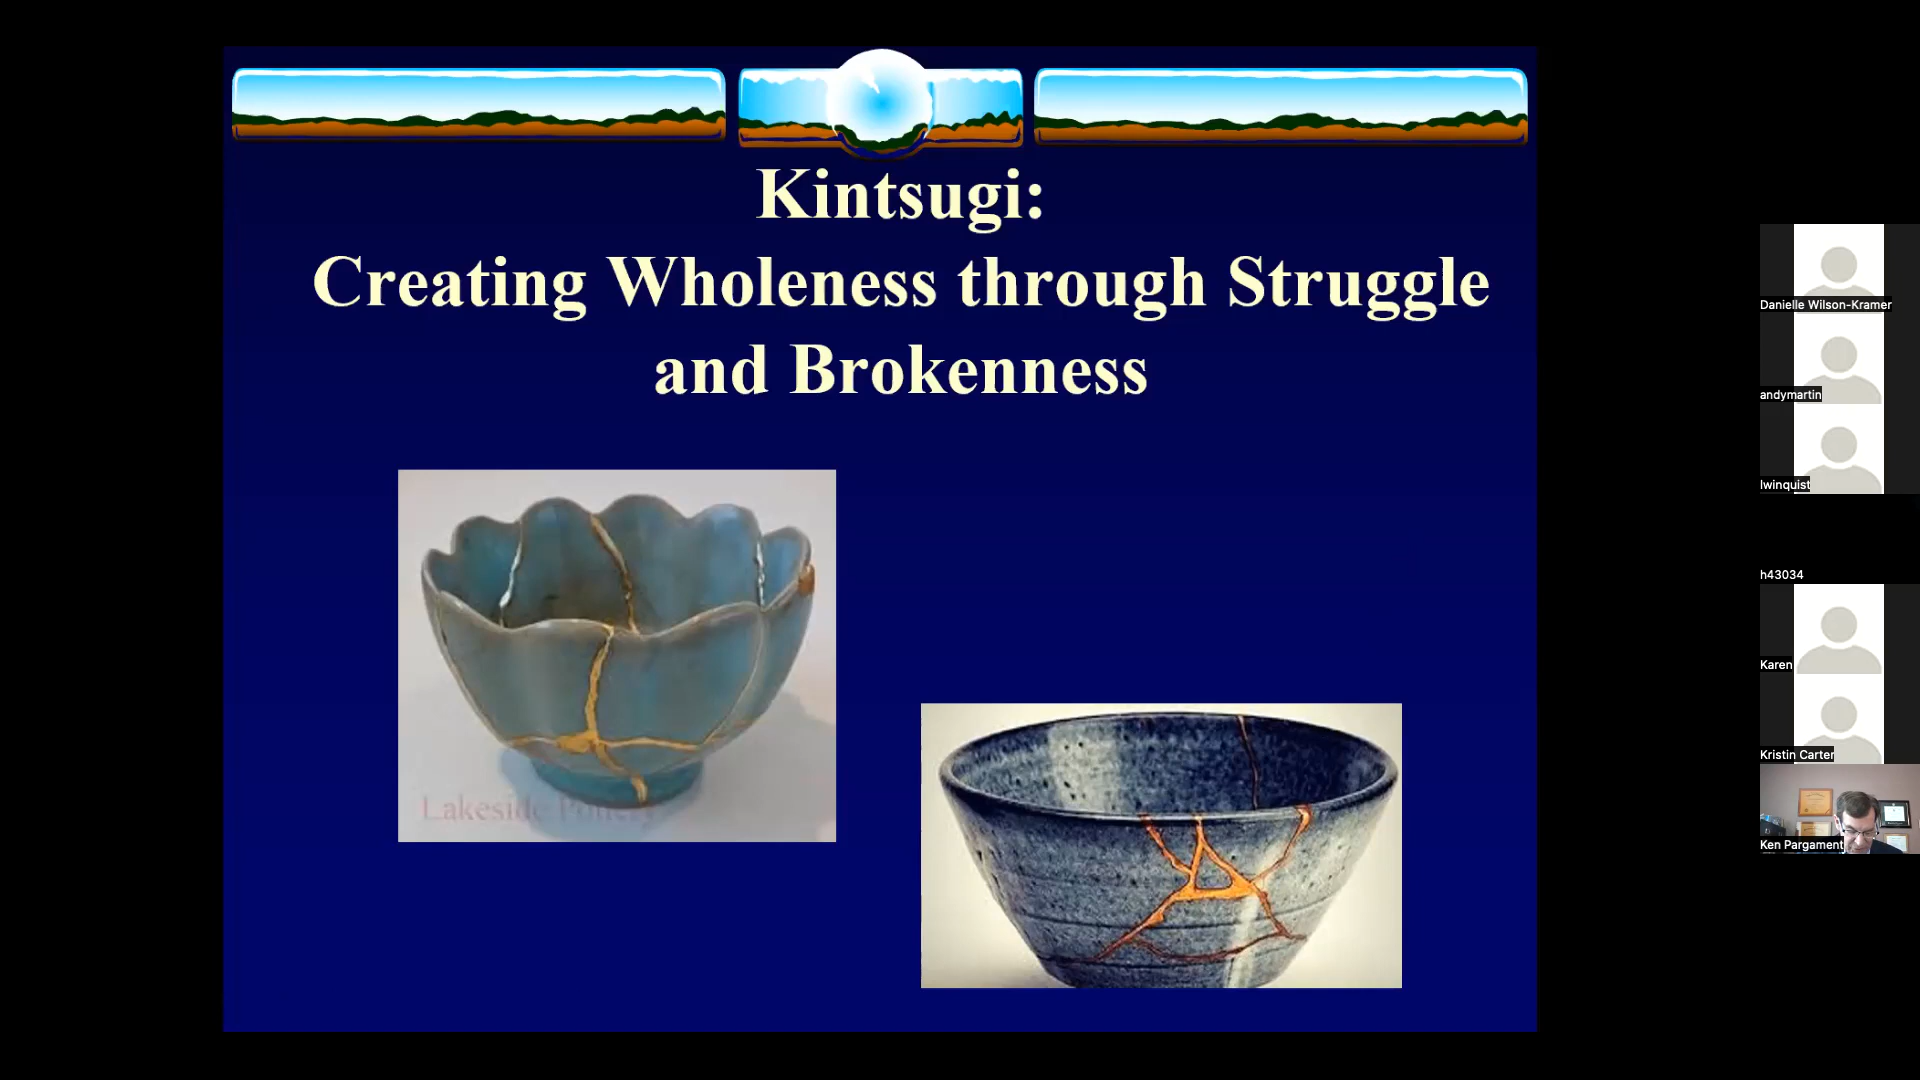 Kintsugi:
Creating Wholeness through Struggle
and Brokenness
Lakeside Pottery
Danielle Wilson-Kramer
andymartin
lwinquist
h43034
Karen
Kristin Carter
Ken Pargament